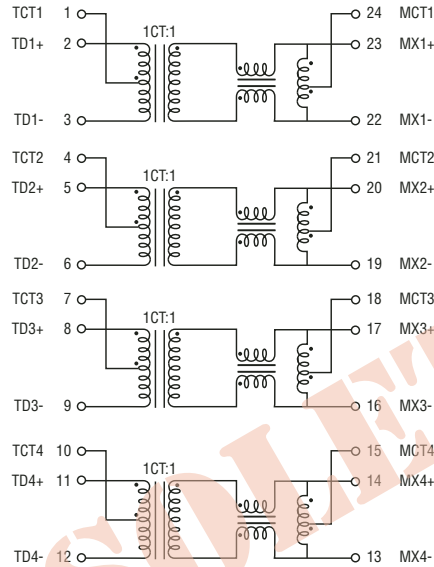 TCT1 1 24 MCT1
1CT:1
TD1+ 2 23 MX1+
TD1- 3 22 MX1-
TCT2 4 21 MCT2
1CT:1
TD2+ 5 20 MX2+
TD2- 6 19 MX2-
TCT3 7 18 MCT3
1CT:1
TD3+ 8 17 MX3+
TD3- 9 16 MX3-
TCT4 10 15 MCT4
1CT:1
TD4+ 11 14 MX4+
TD4- 12 13 MX4-
SOLE